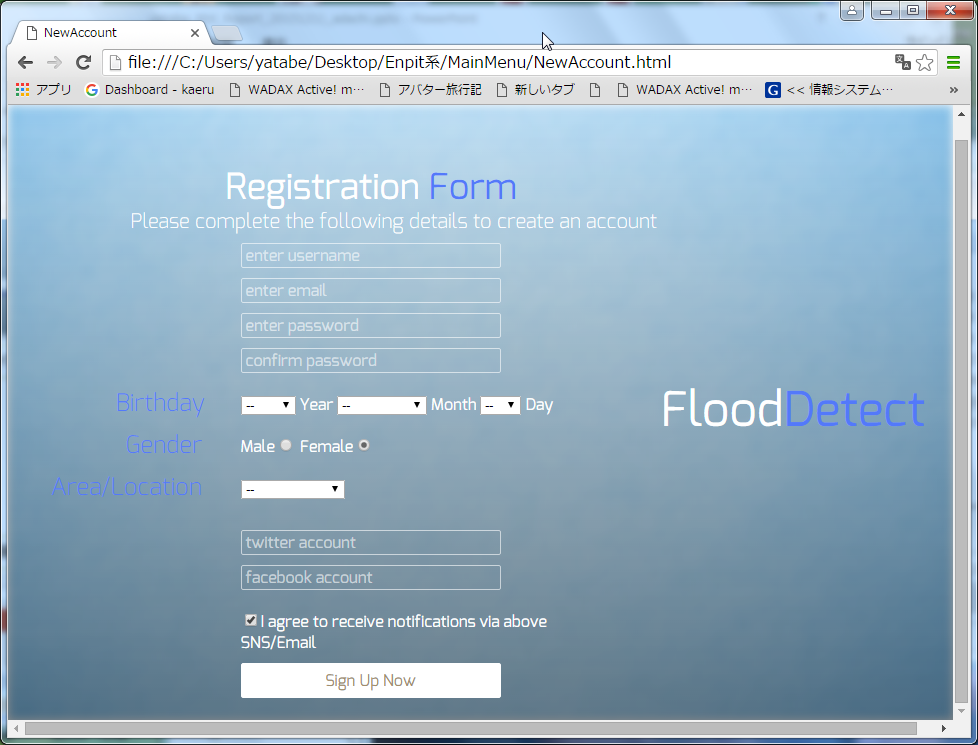 NewAccount
file:///C:/Users/yatabe/Desktop/Enpit系/MainMenu/NewAccount.html
アプリ Dashboard - kaeru WADAX Active! m… アバター旅行記 新しいタブ WADAX Active! m… G << 情報システム… »
Registration Form
Please complete the following details to create an account
enter username
enter email
enter password
confirm password
Birthday -- Year -- Month -- Day
FloodDetect
Gender Male Female
Area/Location --
twitter account
facebook account
I agree to receive notifications via above
SNS/Email
Sign Up Now